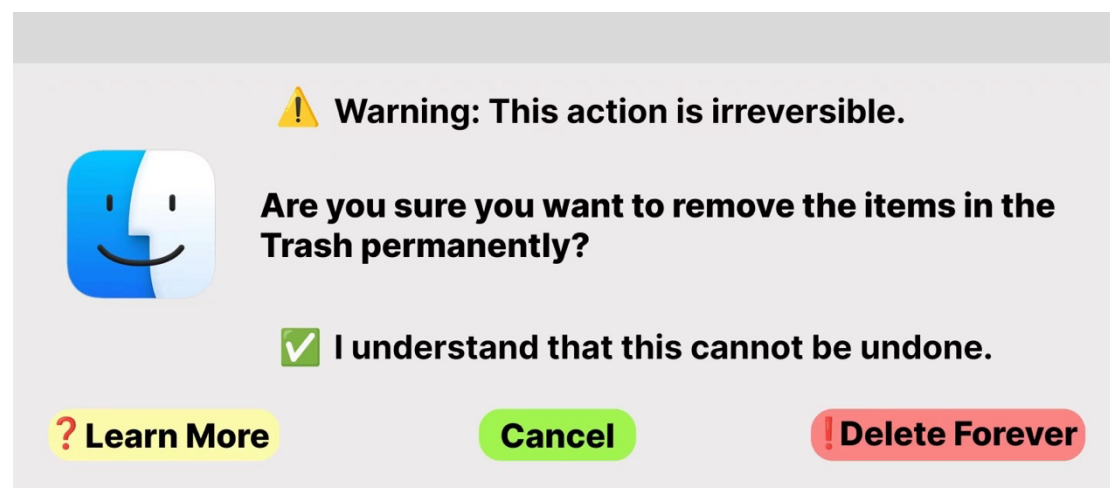 ⚠️ Warning: This action is irreversible.
Are you sure you want to remove the items in the
Trash permanently?
✅ I understand that this cannot be undone.
❓Learn More
Cancel
❗Delete Forever